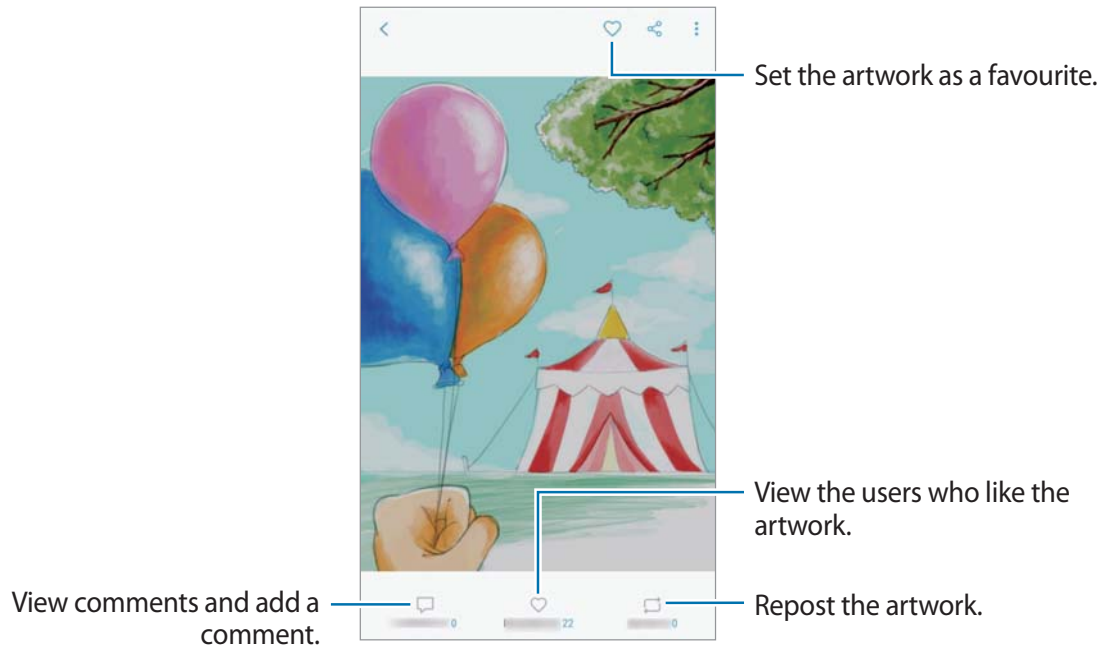 Set the artwork as a favourite.
View the users who like the
artwork.
View comments and add a
comment.
Repost the artwork.
0
22
0